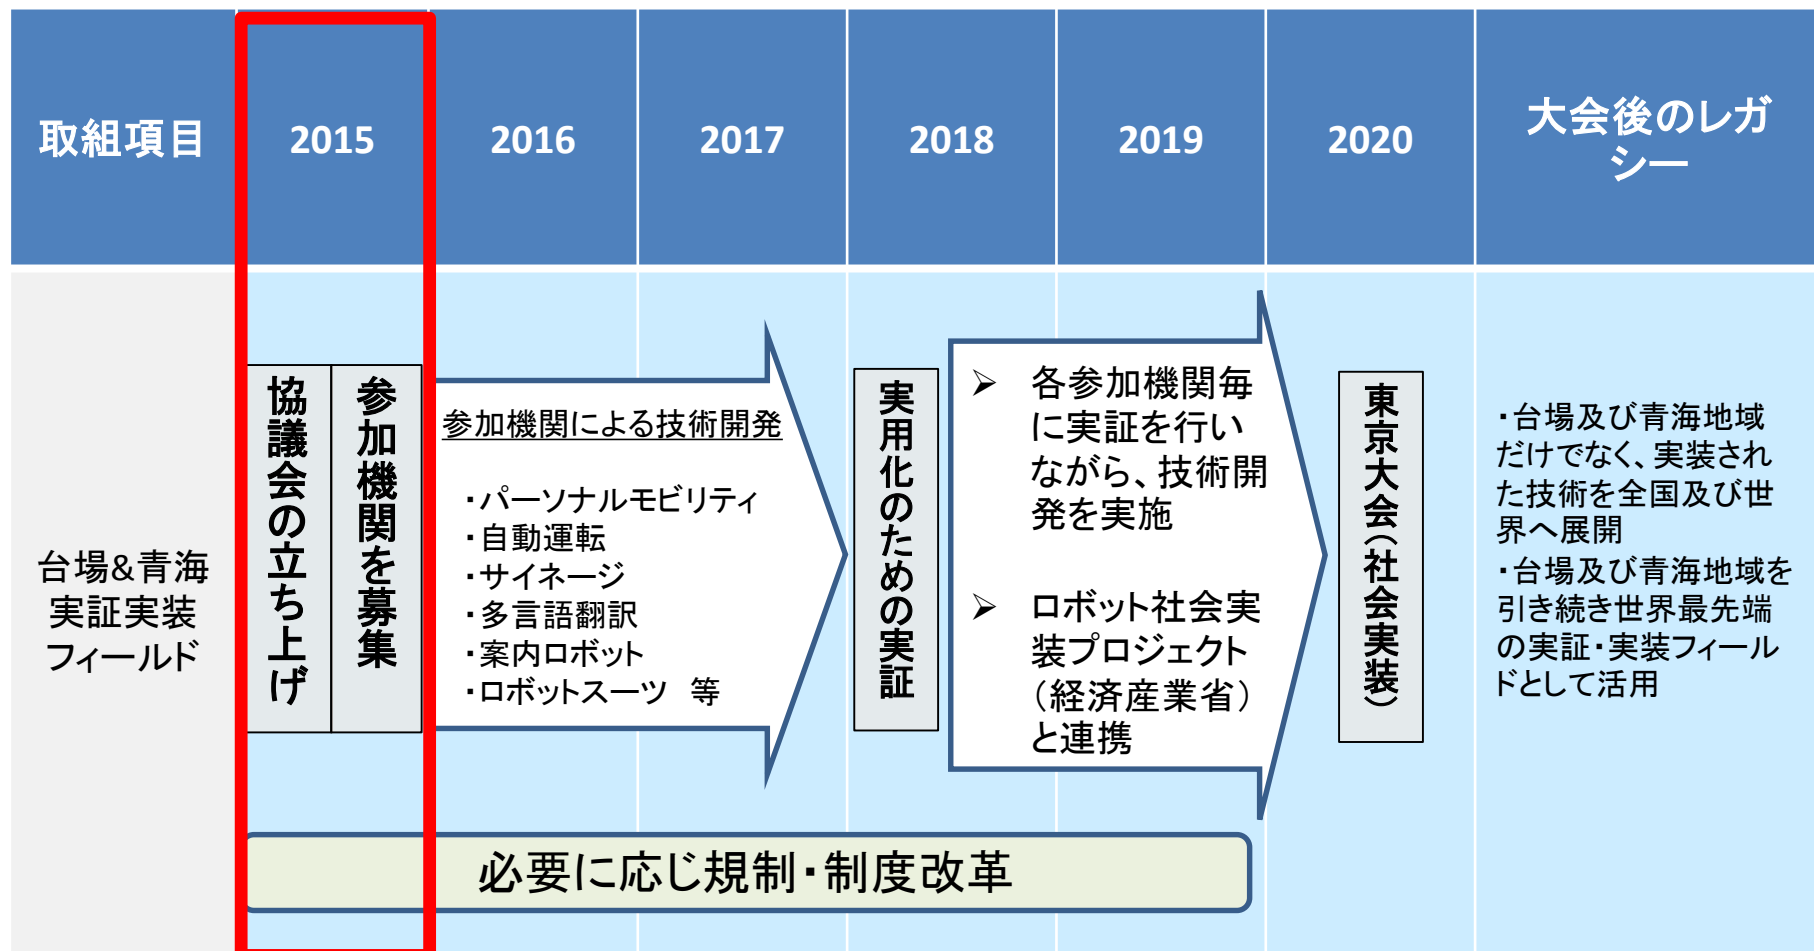 取組項目
2015
2016
2017
2018
2019
2020
大会後のレガ
シー
台場&青海
実証実装
フィールド
協議会の立ち上げ
参加機関を募集
参加機関による技術開発
・パーソナルモビリティ
・自動運転
・サイネージ
・多言語翻訳
・案内ロボット
・ロボットスーツ 等
実用化のための実証
➢ 各参加機関毎
に実証を行い
ながら、技術開
発を実施
➢ ロボット社会実
装プロジェクト
（経済産業省）
と連携
東京大会（社会実装）
・台場及び青海地域
だけでなく、実装され
た技術を全国及び世
界へ展開
・台場及び青海地域を
引き続き世界最先端
の実証・実装フィール
ドとして活用
必要に応じ規制・制度改革